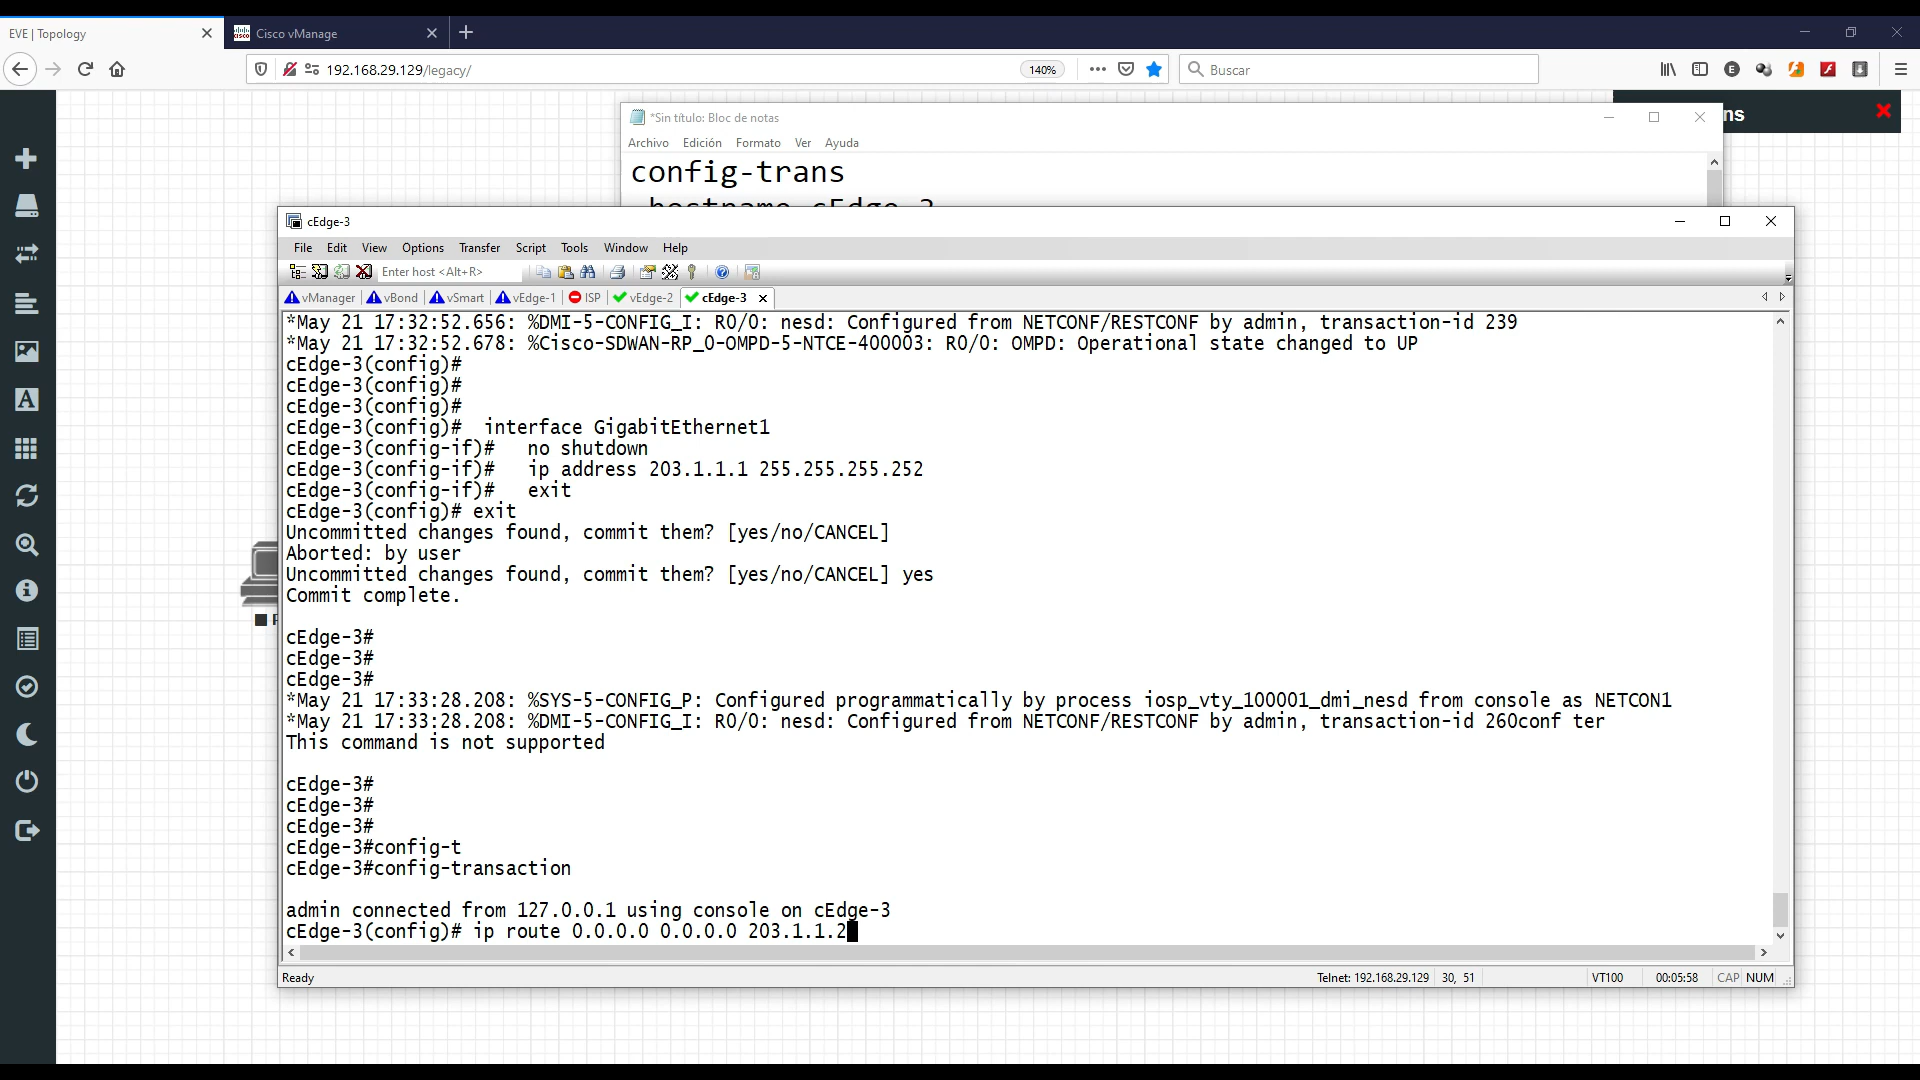 EVE | Topology
Cisco vManage
192.168.29.129/legacy/
140%
Buscar
*Sin título: Bloc de notas
Archivo Edición Formato Ver Ayuda
config-trans
hostname cEdge-3
ns
cEdge-3
File Edit View Options Transfer Script Tools Window Help
Enter host <Alt+R>
vManager vBond vSmart vEdge-1 ISP vEdge-2 cEdge-3
*May 21 17:32:52.656: %DMI-5-CONFIG_I: R0/0: nesd: Configured from NETCONF/RESTCONF by admin, transaction-id 239
*May 21 17:32:52.678: %Cisco-SDWAN-RP_0-OMPD-5-NTCE-400003: R0/0: OMPD: Operational state changed to UP
cEdge-3(config)#
cEdge-3(config)#
cEdge-3(config)#
cEdge-3(config)#  interface GigabitEthernet1
cEdge-3(config-if)#   no shutdown
cEdge-3(config-if)#   ip address 203.1.1.1 255.255.255.252
cEdge-3(config-if)#   exit
cEdge-3(config)# exit
Uncommitted changes found, commit them? [yes/no/CANCEL]
Aborted: by user
Uncommitted changes found, commit them? [yes/no/CANCEL] yes
Commit complete.
cEdge-3#
cEdge-3#
cEdge-3#
*May 21 17:33:28.208: %SYS-5-CONFIG_P: Configured programmatically by process iosp_vty_100001_dmi_nesd from console as NETCON1
*May 21 17:33:28.208: %DMI-5-CONFIG_I: R0/0: nesd: Configured from NETCONF/RESTCONF by admin, transaction-id 260conf ter
This command is not supported
cEdge-3#
cEdge-3#
cEdge-3#
cEdge-3#config-t
cEdge-3#config-transaction
admin connected from 127.0.0.1 using console on cEdge-3
cEdge-3(config)# ip route 0.0.0.0 0.0.0.0 203.1.1.2
Ready
Telnet: 192.168.29.129 30, 51 VT100 00:05:58 CAP NUM